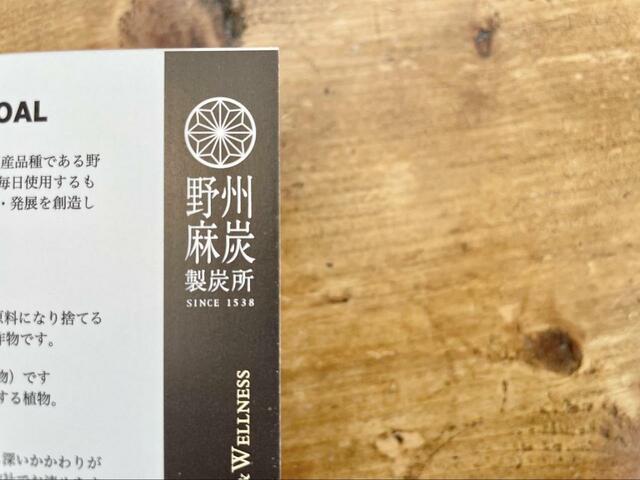 OAL
産品種である野
毎日使用するも
・発展を創造し
原料になり捨てる
作物です。
物）です
する植物。
深いかかわりが
野州
麻炭
製炭所
SINCE 1538
& WELLNESS